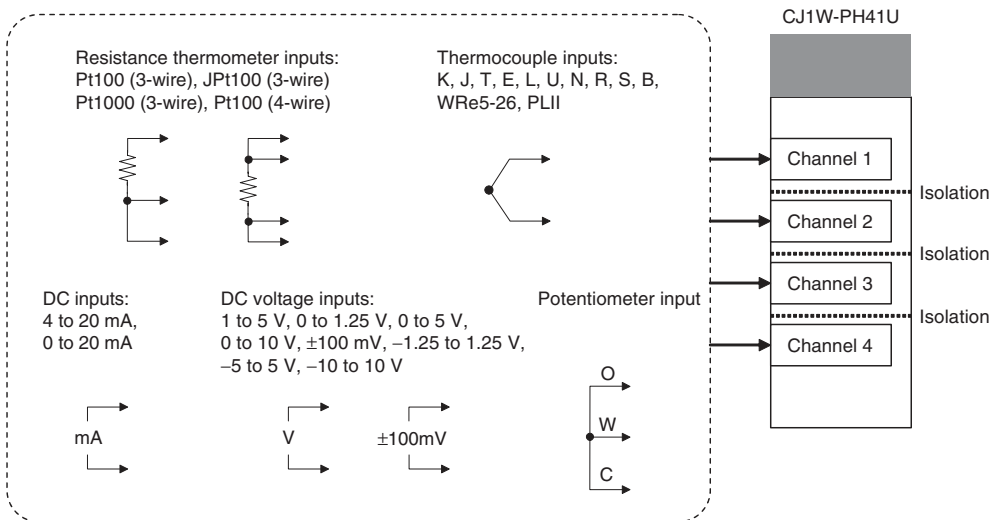 CJ1W-PH41U
Resistance thermometer inputs:
Pt100 (3-wire), JPt100 (3-wire)
Pt1000 (3-wire), Pt100 (4-wire)
Thermocouple inputs:
K, J, T, E, L, U, N, R, S, B,
WRe5-26, PLII
Channel 1
Isolation
Channel 2
Isolation
Channel 3
Isolation
Channel 4
DC inputs:
4 to 20 mA,
0 to 20 mA
DC voltage inputs:
1 to 5 V, 0 to 1.25 V, 0 to 5 V,
0 to 10 V, ±100 mV, −1.25 to 1.25 V,
−5 to 5 V, −10 to 10 V
Potentiometer input
mA
V
±100mV
O
W
C